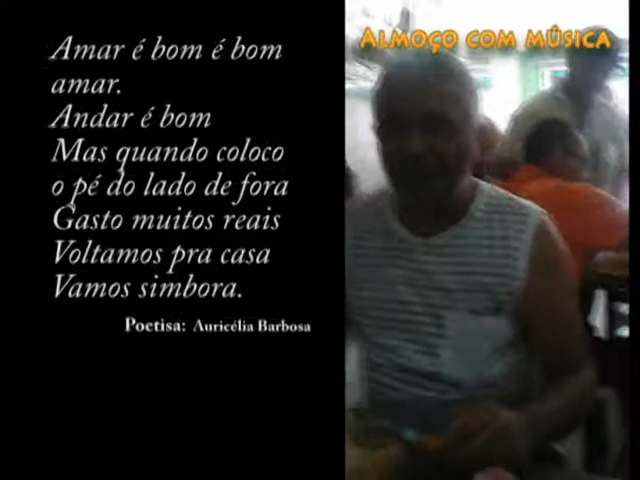 Amar é bom é bom
amar.
Andar é bom
Mas quando coloco
o pé do lado de fora
Gasto muitos reais
Voltamos pra casa
Vamos simbora.
Poetisa: Auricélia Barbosa
Almoço com mûsica